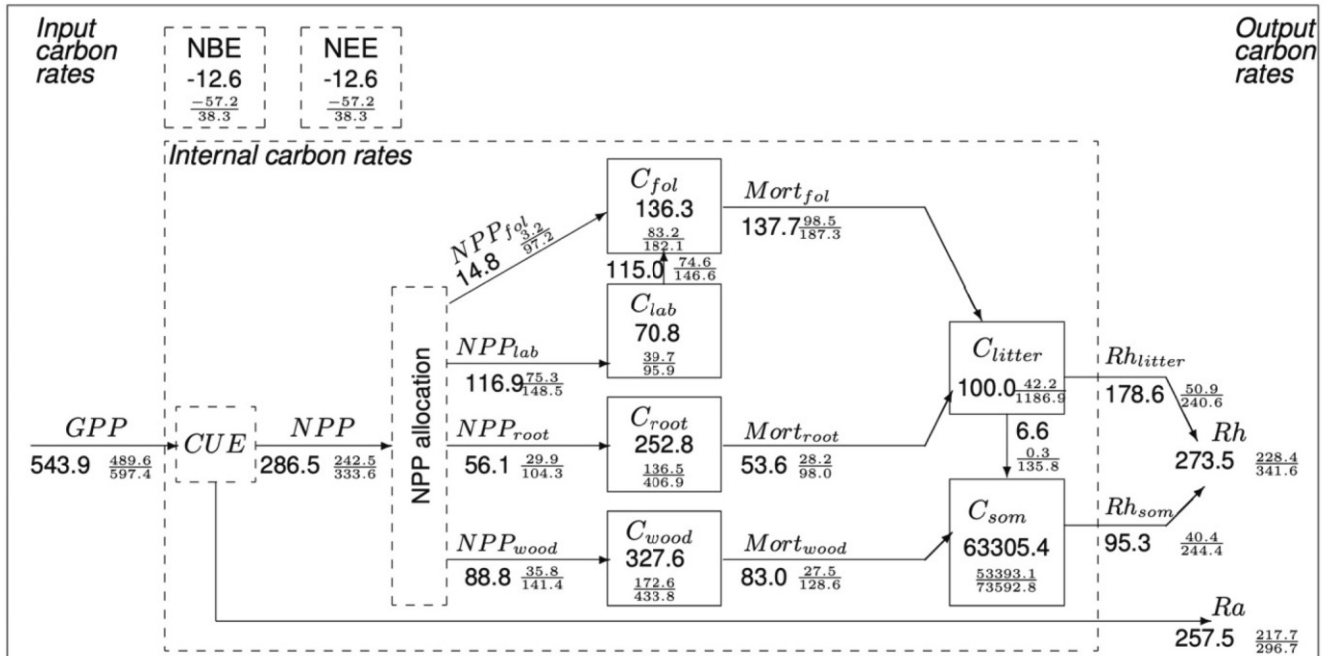 Input
carbon
rates
NBE
-12.6
-57.2
38.3
NEE
-12.6
-57.2
38.3
Output
carbon
rates
Internal carbon rates
GPP
543.9 489.6
597.4
CUE
NPP
286.5 242.5
333.6
NPP allocation
NPP_fol
14.8 3.2
97.2
NPP_lab
116.9 75.3
148.5
NPP_root
56.1 29.9
104.3
NPP_wood
88.8 35.8
141.4
C_fol
136.3
83.2
182.1
115.0 74.6
146.6
C_lab
70.8
39.7
95.9
C_root
252.8
136.5
406.9
C_wood
327.6
172.6
433.8
Mort_fol
137.7 98.5
187.3
Mort_root
53.6 28.2
98.0
Mort_wood
83.0 27.5
128.6
C_litter
100.0 42.2
1186.9
6.6
0.3
135.8
C_som
63305.4
53393.1
73592.8
Rh_litter
178.6 50.9
240.6
Rh
273.5 228.4
341.6
Rh_som
95.3 40.4
244.4
Ra
257.5 217.7
296.7